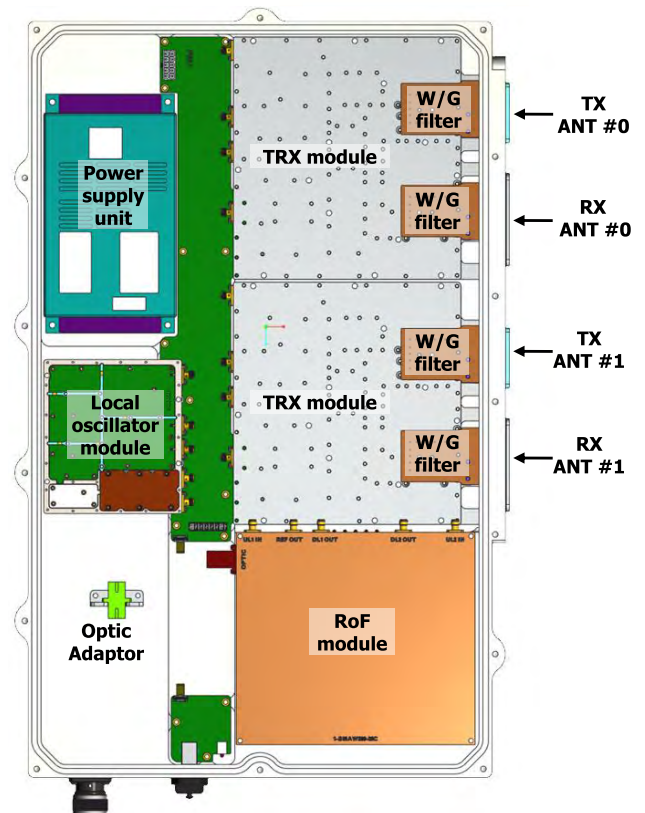 W/G
filter
TX
ANT #0
TRX module
Power
supply
unit
W/G
filter
RX
ANT #0
W/G
filter
TX
ANT #1
Local
oscillator
module
TRX module
W/G
filter
RX
ANT #1
UL1 IN
REF OUT
DL1 OUT
DL2 OUT
UL2 IN
OPTIC
RoF
module
Optic
Adaptor